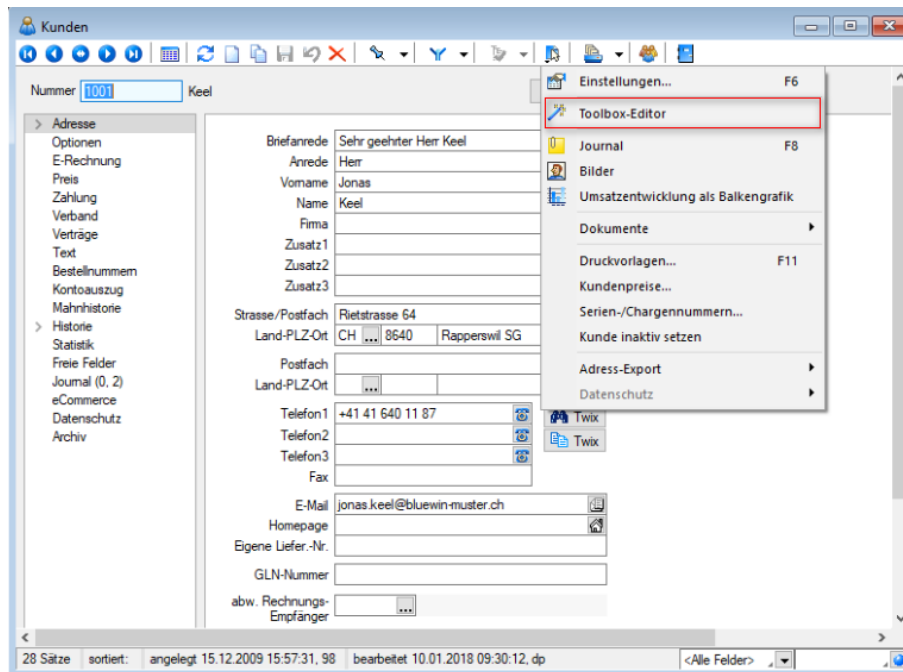 Kunden
Nummer 1001 Keel
Adresse
Optionen
E-Rechnung
Preis
Zahlung
Verband
Verträge
Text
Bestellnummern
Kontoauszug
Mahnhistorie
Historie
Statistik
Freie Felder
Journal (0, 2)
eCommerce
Datenschutz
Archiv
Briefanrede Sehr geehrter Herr Keel
Anrede Herr
Vorname Jonas
Name Keel
Firma
Zusatz1
Zusatz2
Zusatz3
Strasse/Postfach Rietstrasse 64
Land-PLZ-Ort CH ... 8640 Rapperswil SG
Postfach
Land-PLZ-Ort ...
Telefon1 +41 41 640 11 87
Telefon2
Telefon3
Fax
Twix
Twix
E-Mail jonas.keel@bluewin-muster.ch
Homepage
Eigene Liefer.-Nr.
GLN-Nummer
abw. Rechnungs-
Empfänger ...
Einstellungen... F6
Toolbox-Editor
Journal F8
Bilder
Umsatzentwicklung als Balkengrafik
Dokumente
Druckvorlagen... F11
Kundenpreise...
Serien-/Chargennummern...
Kunde inaktiv setzen
Adress-Export
Datenschutz
28 Sätze sortiert: angelegt 15.12.2009 15:57:31, 98 bearbeitet 10.01.2018 09:30:12, dp <Alle Felder>